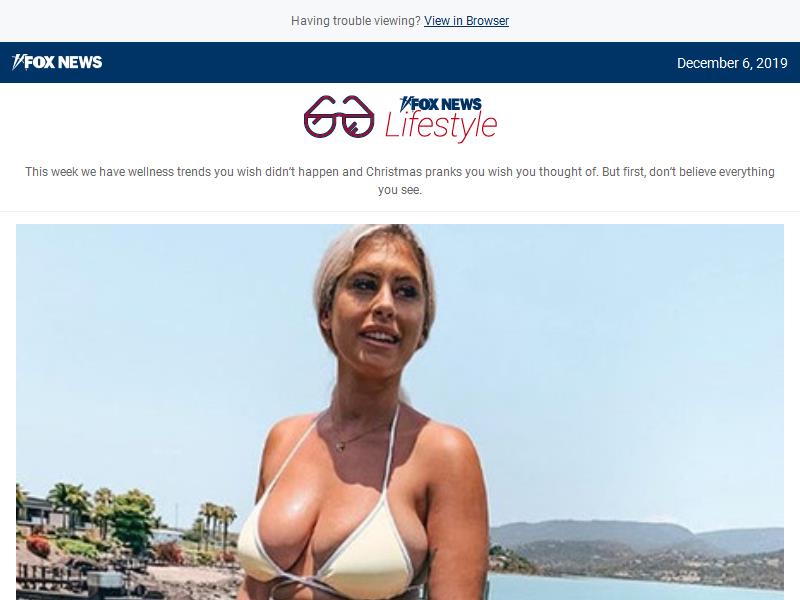 Having trouble viewing? View in Browser
FOX NEWS
December 6, 2019
FOX NEWS
Lifestyle
This week we have wellness trends you wish didn’t happen and Christmas pranks you wish you thought of. But first, don’t believe everything
you see.